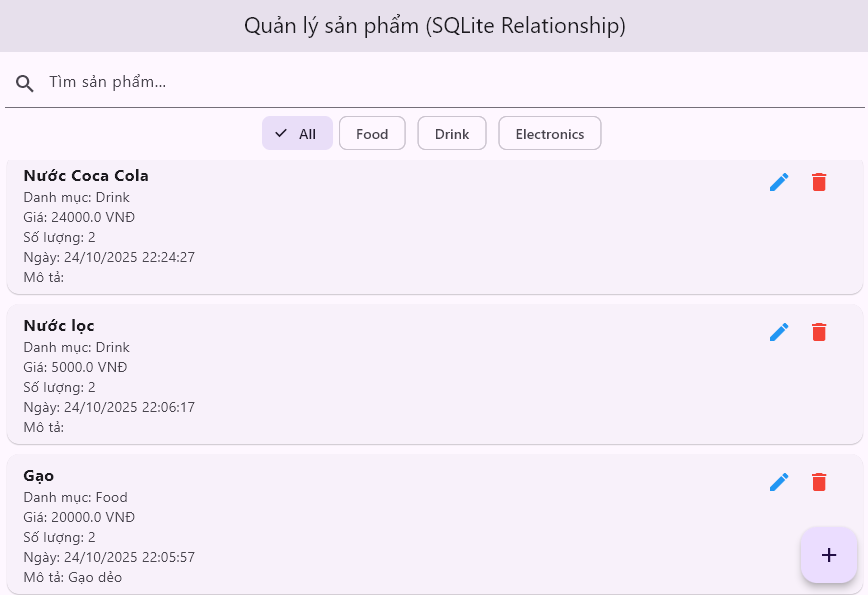 Quản lý sản phẩm (SQLite Relationship)
Tìm sản phẩm...
All
Food
Drink
Electronics
Nước Coca Cola
Danh mục: Drink
Giá: 24000.0 VNĐ
Số lượng: 2
Ngày: 24/10/2025 22:24:27
Mô tả:
Nước lọc
Danh mục: Drink
Giá: 5000.0 VNĐ
Số lượng: 2
Ngày: 24/10/2025 22:06:17
Mô tả:
Gạo
Danh mục: Food
Giá: 20000.0 VNĐ
Số lượng: 2
Ngày: 24/10/2025 22:05:57
Mô tả: Gạo dẻo